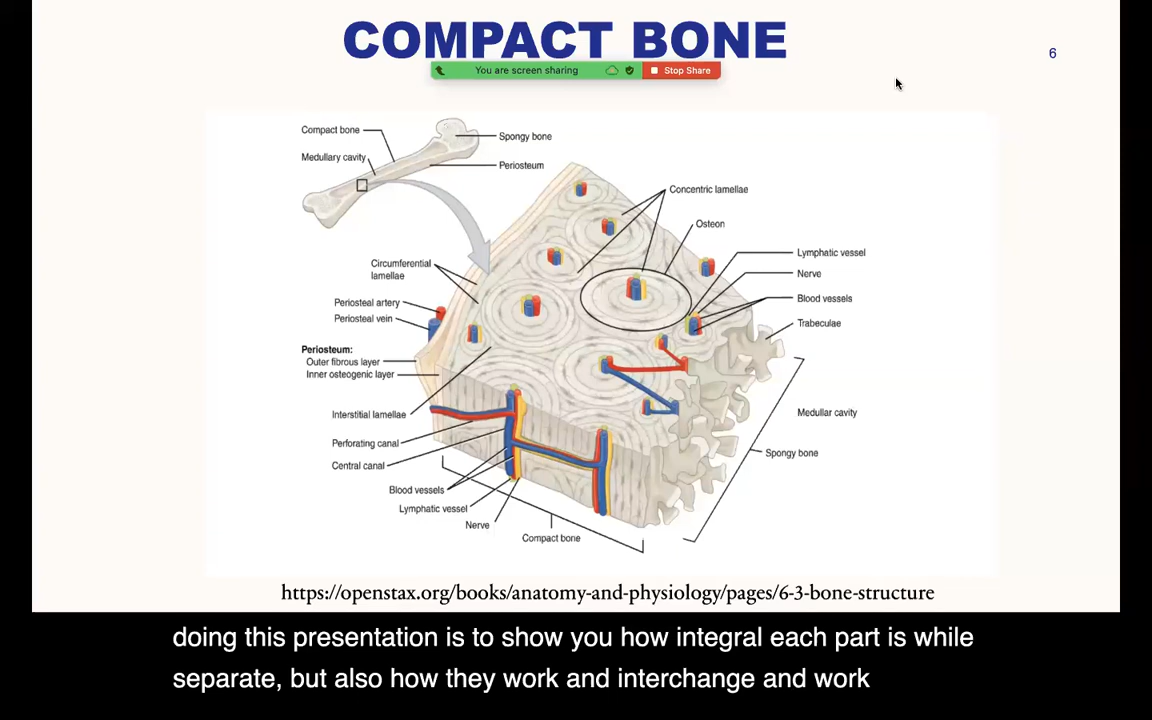 COMPACT BONE
6
You are screen sharing
Stop Share
Compact bone
Spongy bone
Medullary cavity
Periosteum
Concentric lamellae
Osteon
Lymphatic vessel
Circumferential
lamellae
Nerve
Periosteal artery
Blood vessels
Periosteal vein
Trabeculae
Periosteum:
Outer fibrous layer
Inner osteogenic layer
Interstitial lamellae
Medullar cavity
Perforating canal
Spongy bone
Central canal
Blood vessels
Lymphatic vessel
Nerve
Compact bone
https://openstax.org/books/anatomy-and-physiology/pages/6-3-bone-structure
doing this presentation is to show you how integral each part is while
separate, but also how they work and interchange and work